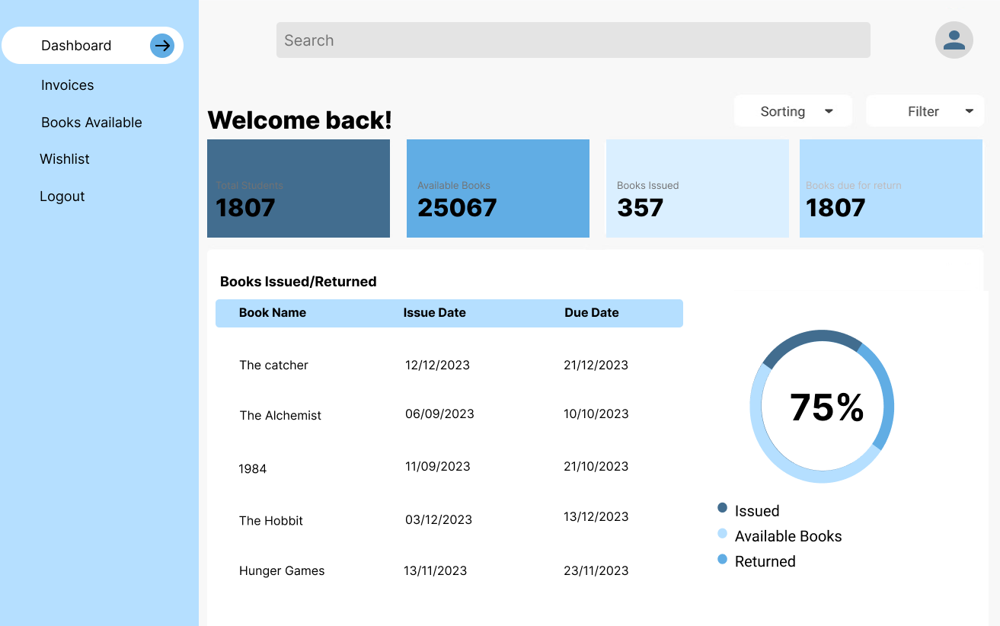 Dashboard
Invoices
Books Available
Wishlist
Logout
Search
Welcome back!
Sorting
Filter
Total Students
1807
Available Books
25067
Books Issued
357
Books due for return
1807
Books Issued/Returned
Book Name Issue Date Due Date
The catcher 12/12/2023 21/12/2023
The Alchemist 06/09/2023 10/10/2023
1984 11/09/2023 21/10/2023
The Hobbit 03/12/2023 13/12/2023
Hunger Games 13/11/2023 23/11/2023
75%
Issued
Available Books
Returned